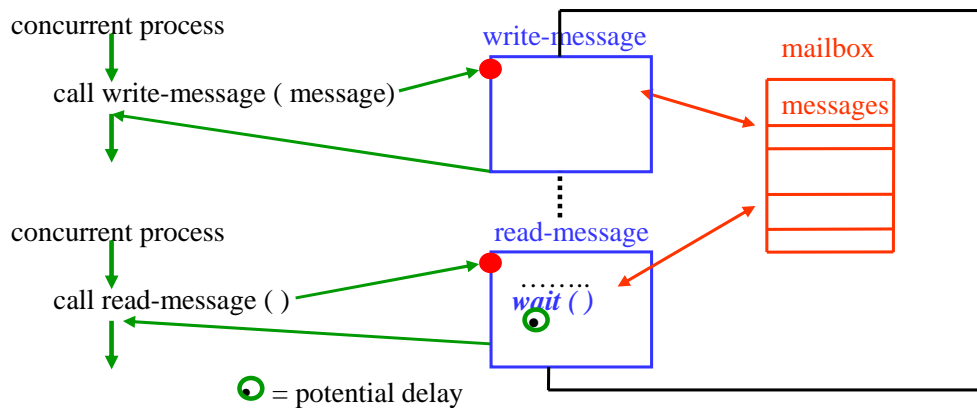 concurrent process
call write-message ( message)
write-message
mailbox
messages
concurrent process
call read-message ( )
read-message
.........
wait ( )
= potential delay